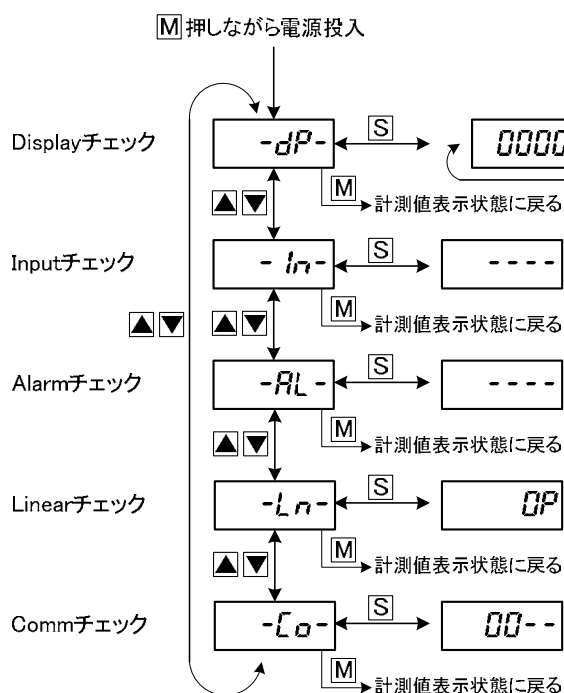 M 押しながら電源投入
Displayチェック -dP- S 0000
▲ ▼ M 計測値表示状態に戻る
Inputチェック -In- S ----
▲ ▼ ▲ ▼ M 計測値表示状態に戻る
Alarmチェック -AL- S ----
▲ ▼ M 計測値表示状態に戻る
Linearチェック -Ln- S 0P
▲ ▼ M 計測値表示状態に戻る
Commチェック -Co- S 00--
M 計測値表示状態に戻る